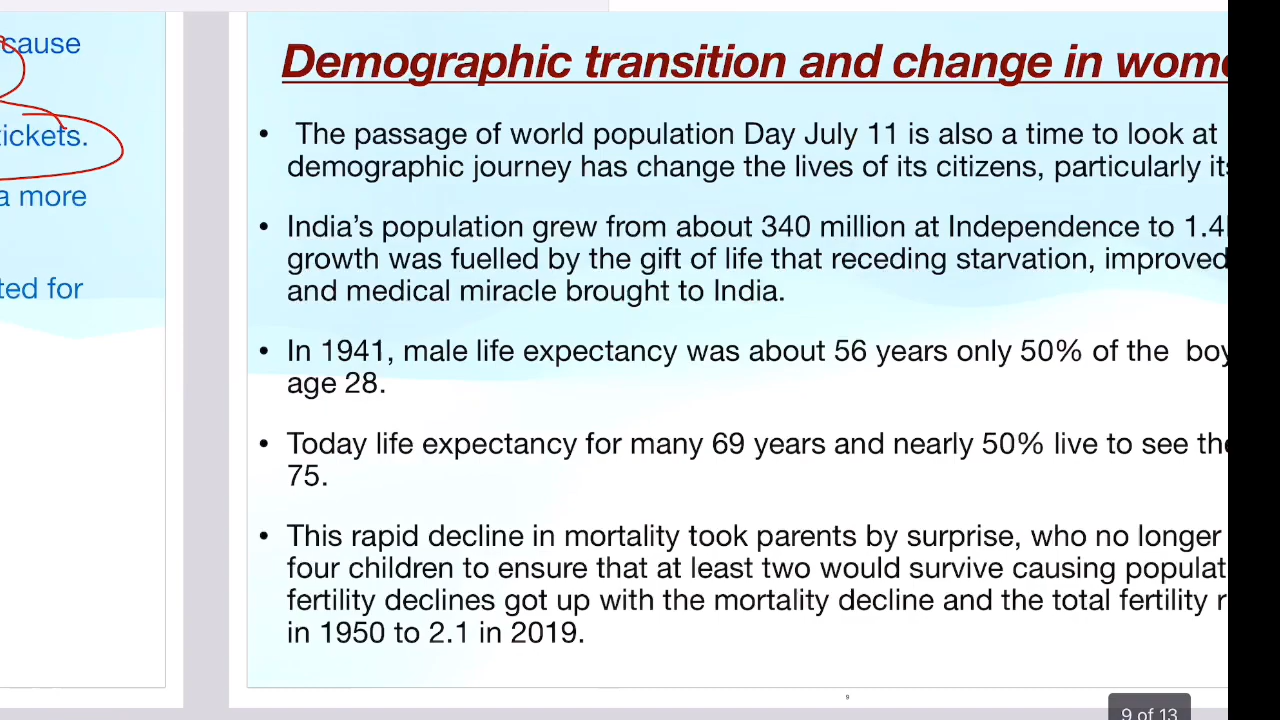 cause
tickets.
a more
ted for
Demographic transition and change in wome
• The passage of world population Day July 11 is also a time to look at
demographic journey has change the lives of its citizens, particularly its
• India's population grew from about 340 million at Independence to 1.4
growth was fuelled by the gift of life that receding starvation, improved
and medical miracle brought to India.
• In 1941, male life expectancy was about 56 years only 50% of the boy
age 28.
• Today life expectancy for many 69 years and nearly 50% live to see the
75.
• This rapid decline in mortality took parents by surprise, who no longer
four children to ensure that at least two would survive causing populat
fertility declines got up with the mortality decline and the total fertility r
in 1950 to 2.1 in 2019.
9 of 13